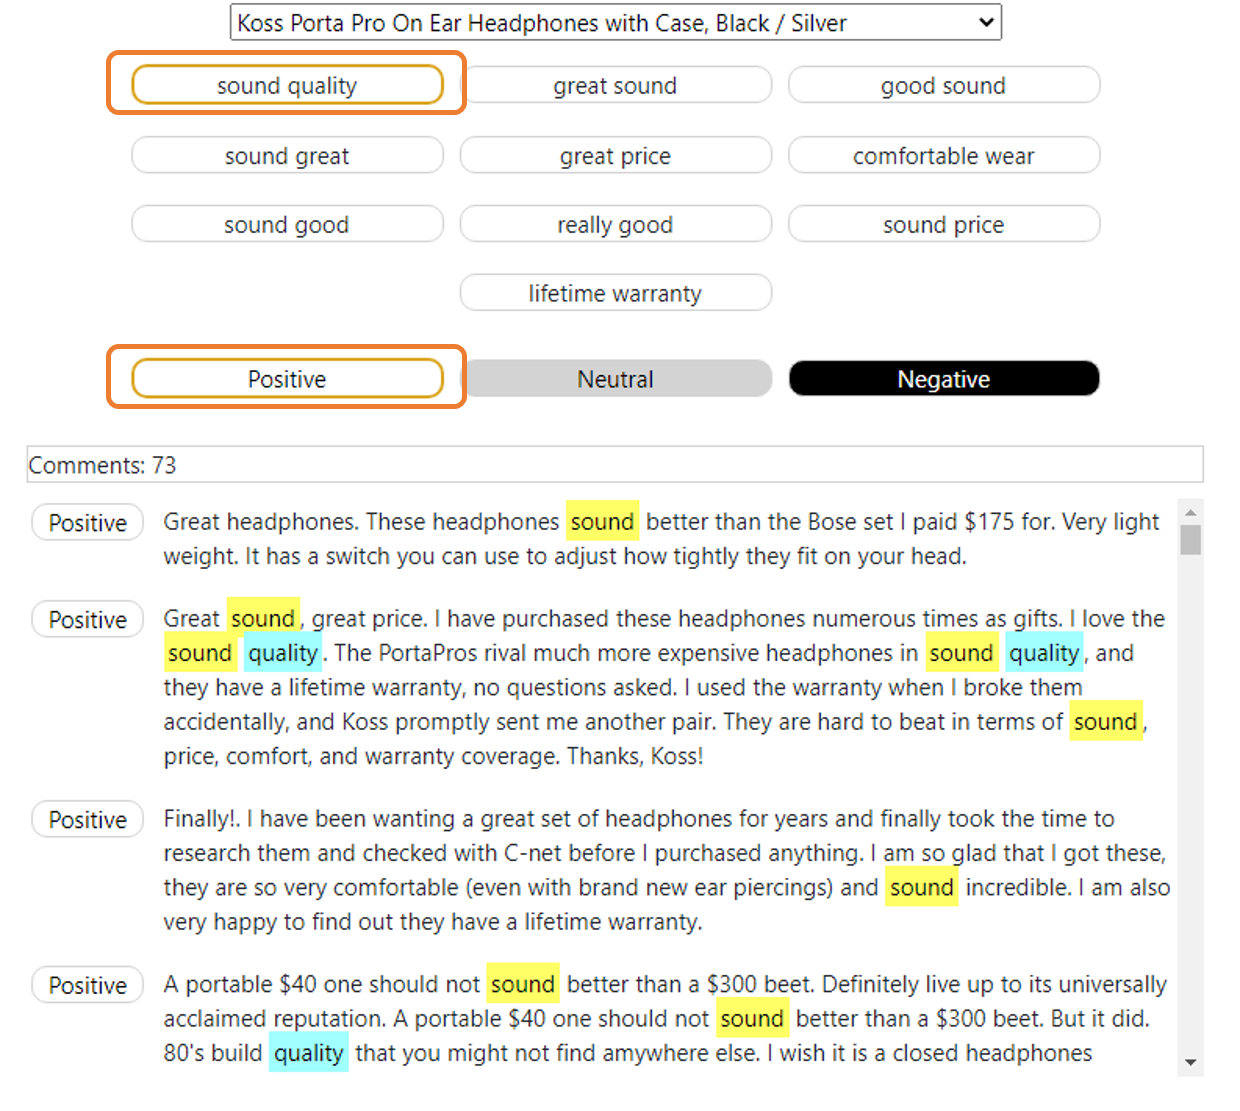 Koss Porta Pro On Ear Headphones with Case, Black / Silver
sound quality great sound good sound
sound great great price comfortable wear
sound good really good sound price
lifetime warranty
Positive Neutral Negative
Comments: 73
Positive Great headphones. These headphones sound better than the Bose set I paid $175 for. Very light
weight. It has a switch you can use to adjust how tightly they fit on your head.
Positive Great sound, great price. I have purchased these headphones numerous times as gifts. I love the
sound quality. The PortaPros rival much more expensive headphones in sound quality, and
they have a lifetime warranty, no questions asked. I used the warranty when I broke them
accidentally, and Koss promptly sent me another pair. They are hard to beat in terms of sound,
price, comfort, and warranty coverage. Thanks, Koss!
Positive Finally!. I have been wanting a great set of headphones for years and finally took the time to
research them and checked with C-net before I purchased anything. I am so glad that I got these,
they are so very comfortable (even with brand new ear piercings) and sound incredible. I am also
very happy to find out they have a lifetime warranty.
Positive A portable $40 one should not sound better than a $300 beet. Definitely live up to its universally
acclaimed reputation. A portable $40 one should not sound better than a $300 beet. But it did.
80's build quality that you might not find amywhere else. I wish it is a closed headphones